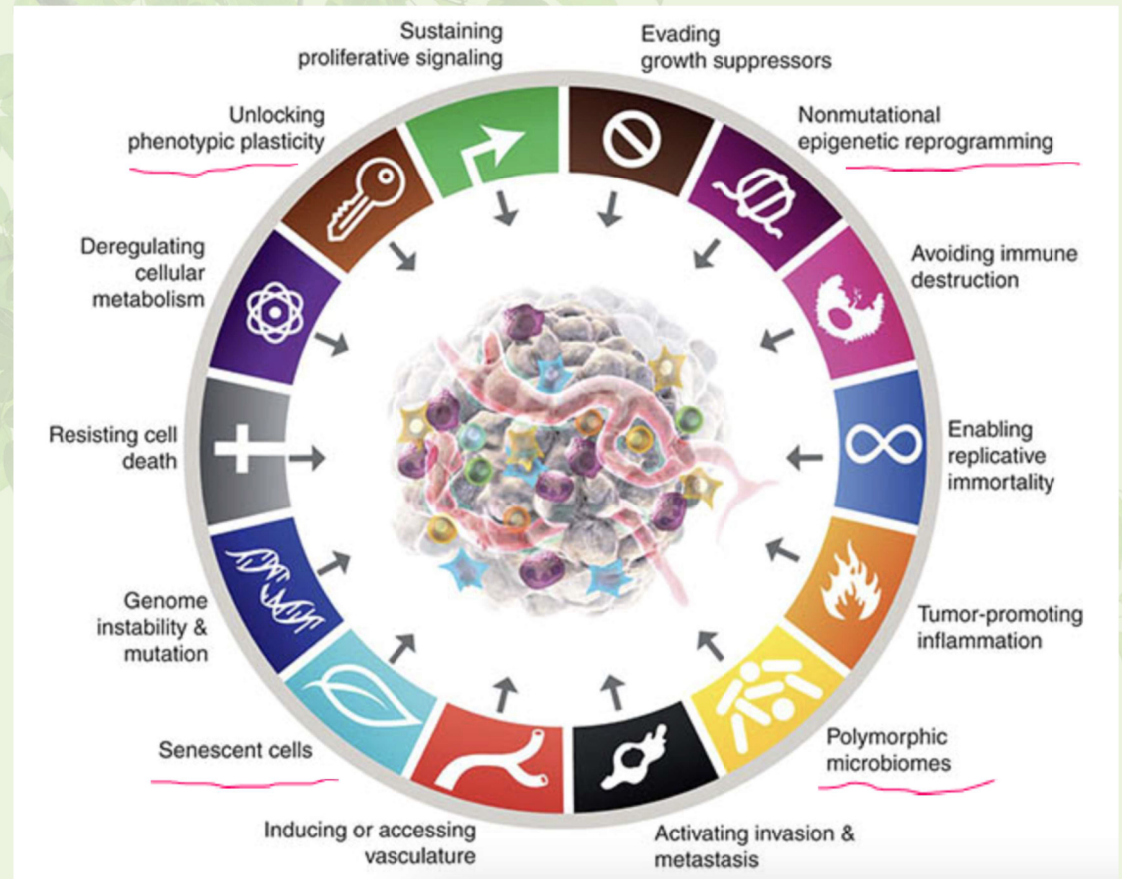 Sustaining
proliferative signaling
Evading
growth suppressors
Nonmutational
epigenetic reprogramming
Avoiding immune
destruction
Enabling
replicative
immortality
Tumor-promoting
inflammation
Polymorphic
microbiomes
Activating invasion &
metastasis
Inducing or accessing
vasculature
Senescent cells
Genome
instability &
mutation
Resisting cell
death
Deregulating
cellular
metabolism
Unlocking
phenotypic plasticity